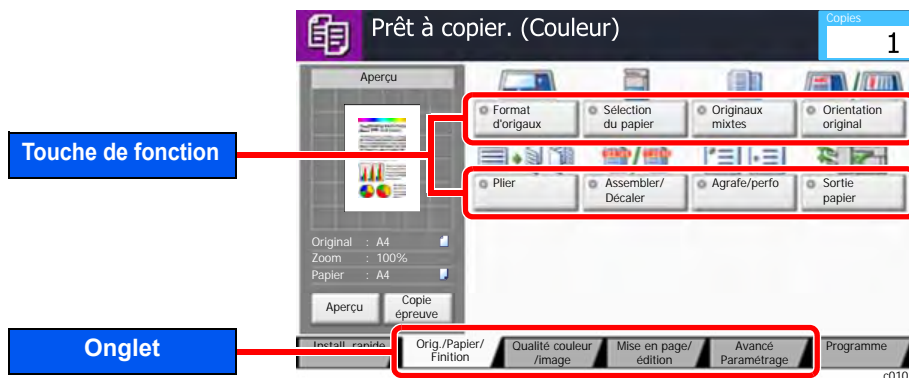 Prêt à copier. (Couleur)
Copies
1
Aperçu
Format
d'origaux
Sélection
du papier
Originaux
mixtes
Orientation
original
Touche de fonction
Plier
Assembler/
Décaler
Agrafe/perfo
Sortie
papier
Original : A4
Zoom : 100%
Papier : A4
Aperçu
Copie
épreuve
Onglet
Install. rapide
Orig./Papier/
Finition
Qualité couleur
/image
Mise en page/
édition
Avancé
Paramétrage
Programme
c010